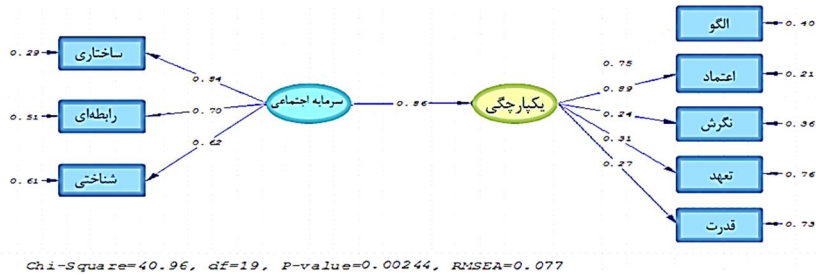 الگو
0.40
0.75
0.29
ساختاری
0.84
اعتماد
0.21
0.89
سرمایه اجتماعی
0.86
یکپارچگی
0.51
رابطه‌ای
0.70
0.24
نگرش
0.36
0.62
0.31
0.61
شناختی
تعهد
0.76
0.27
قدرت
0.73
Chi-Square=40.96, df=19, P-value=0.00244, RMSEA=0.077